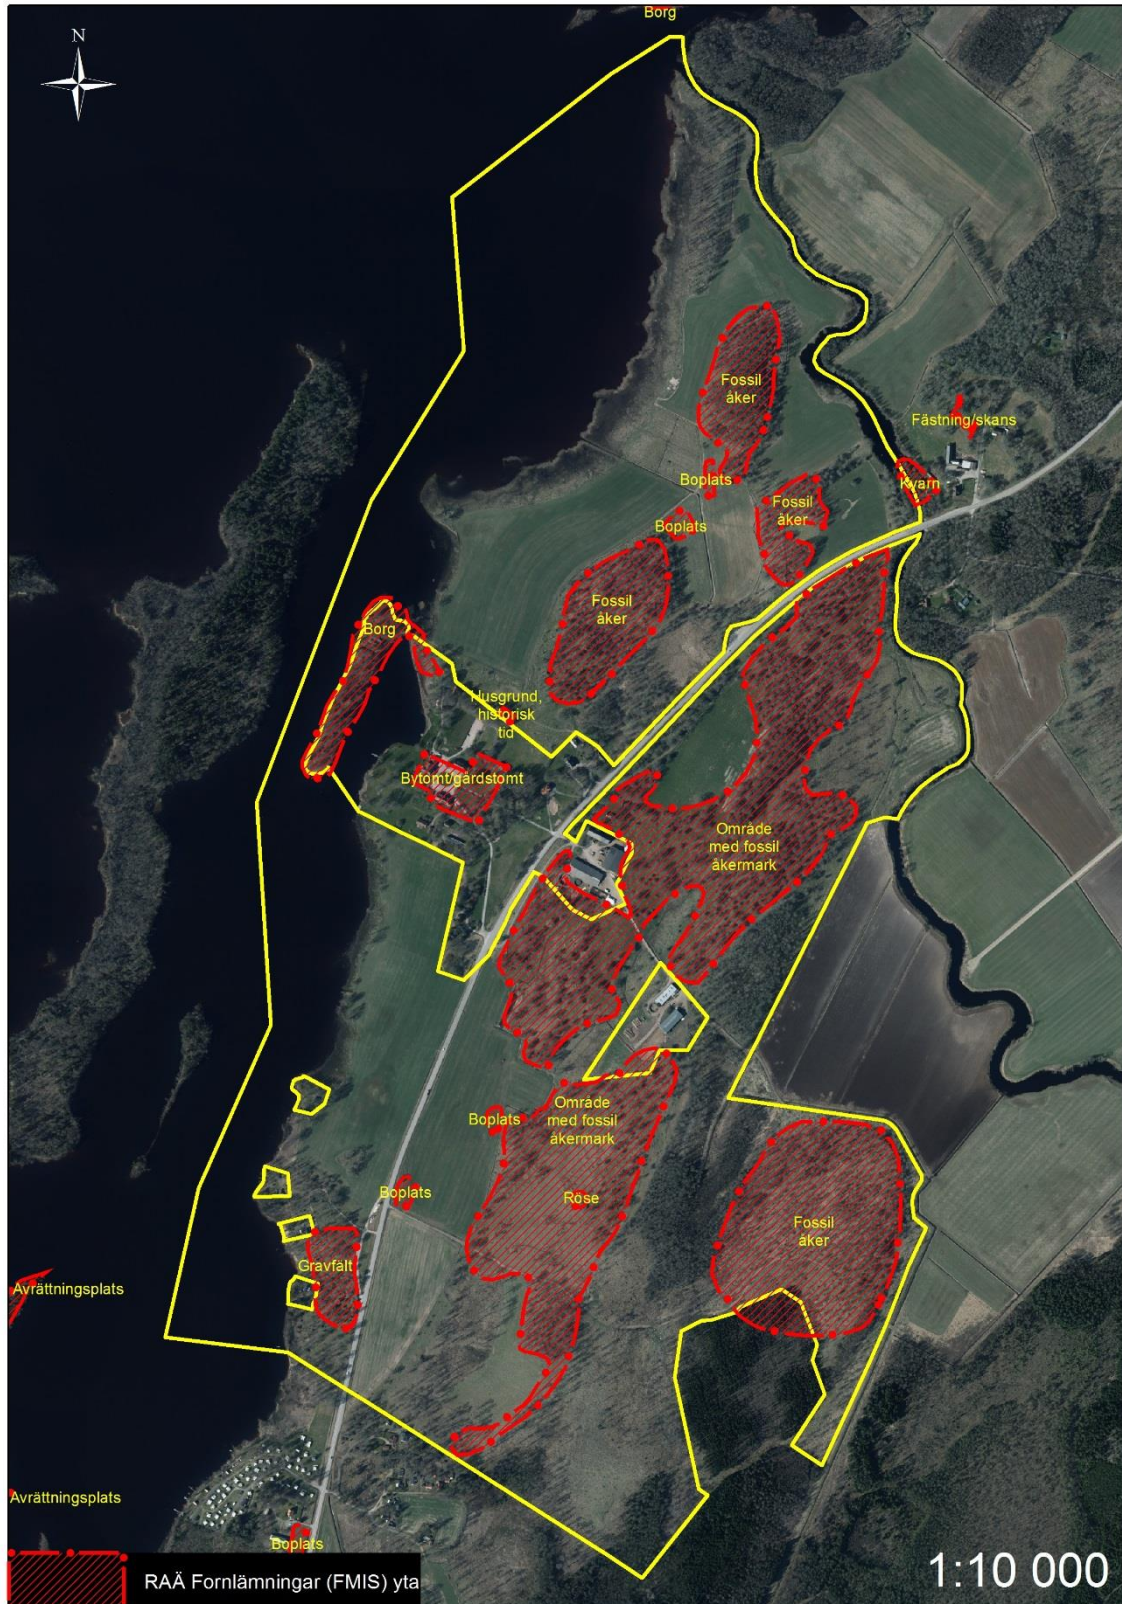 Borg
N
Fossil
åker
Fästning/skans
Boplats
Kvarn
Fossil
åker
Boplats
Fossil
åker
Borg
Husgrund,
historisk
tid
Bytomt/gårdstomt
Område
med fossil
åkermark
Område
med fossil
åkermark
Boplats
Boplats
Röse
Fossil
åker
Gravfält
Avrättningsplats
Avrättningsplats
Boplats
RAÄ Fornlämningar (FMIS) yta
1:10 000